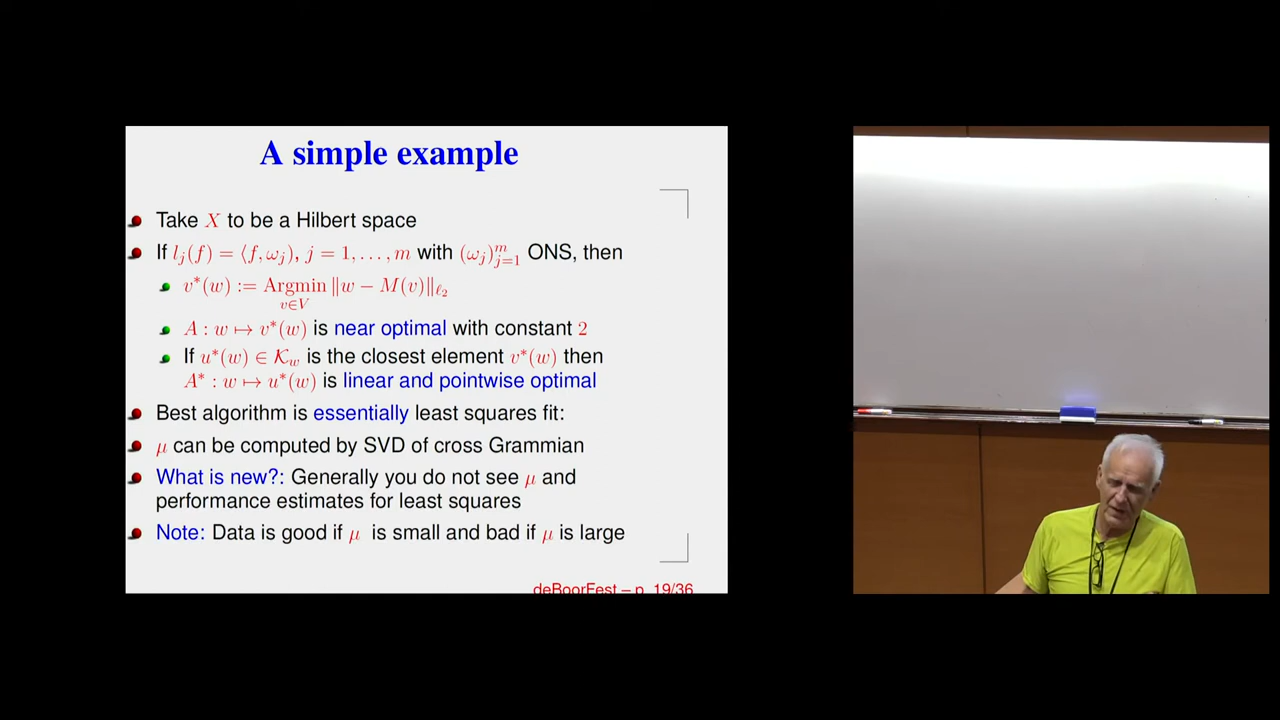 A simple example
Take X to be a Hilbert space
If l_j(f) = ⟨f, ω_j⟩, j = 1, . . . , m with (ω_j)_{j=1}^m ONS, then
v*(w) := Argmin_{v∈V} ‖w − M(v)‖_{ℓ_2}
A : w ↦ v*(w) is near optimal with constant 2
If u*(w) ∈ 𝒦_w is the closest element v*(w) then
A* : w ↦ u*(w) is linear and pointwise optimal
Best algorithm is essentially least squares fit:
μ can be computed by SVD of cross Grammian
What is new?: Generally you do not see μ and
performance estimates for least squares
Note: Data is good if μ is small and bad if μ is large
deBoorFest – p. 19/36